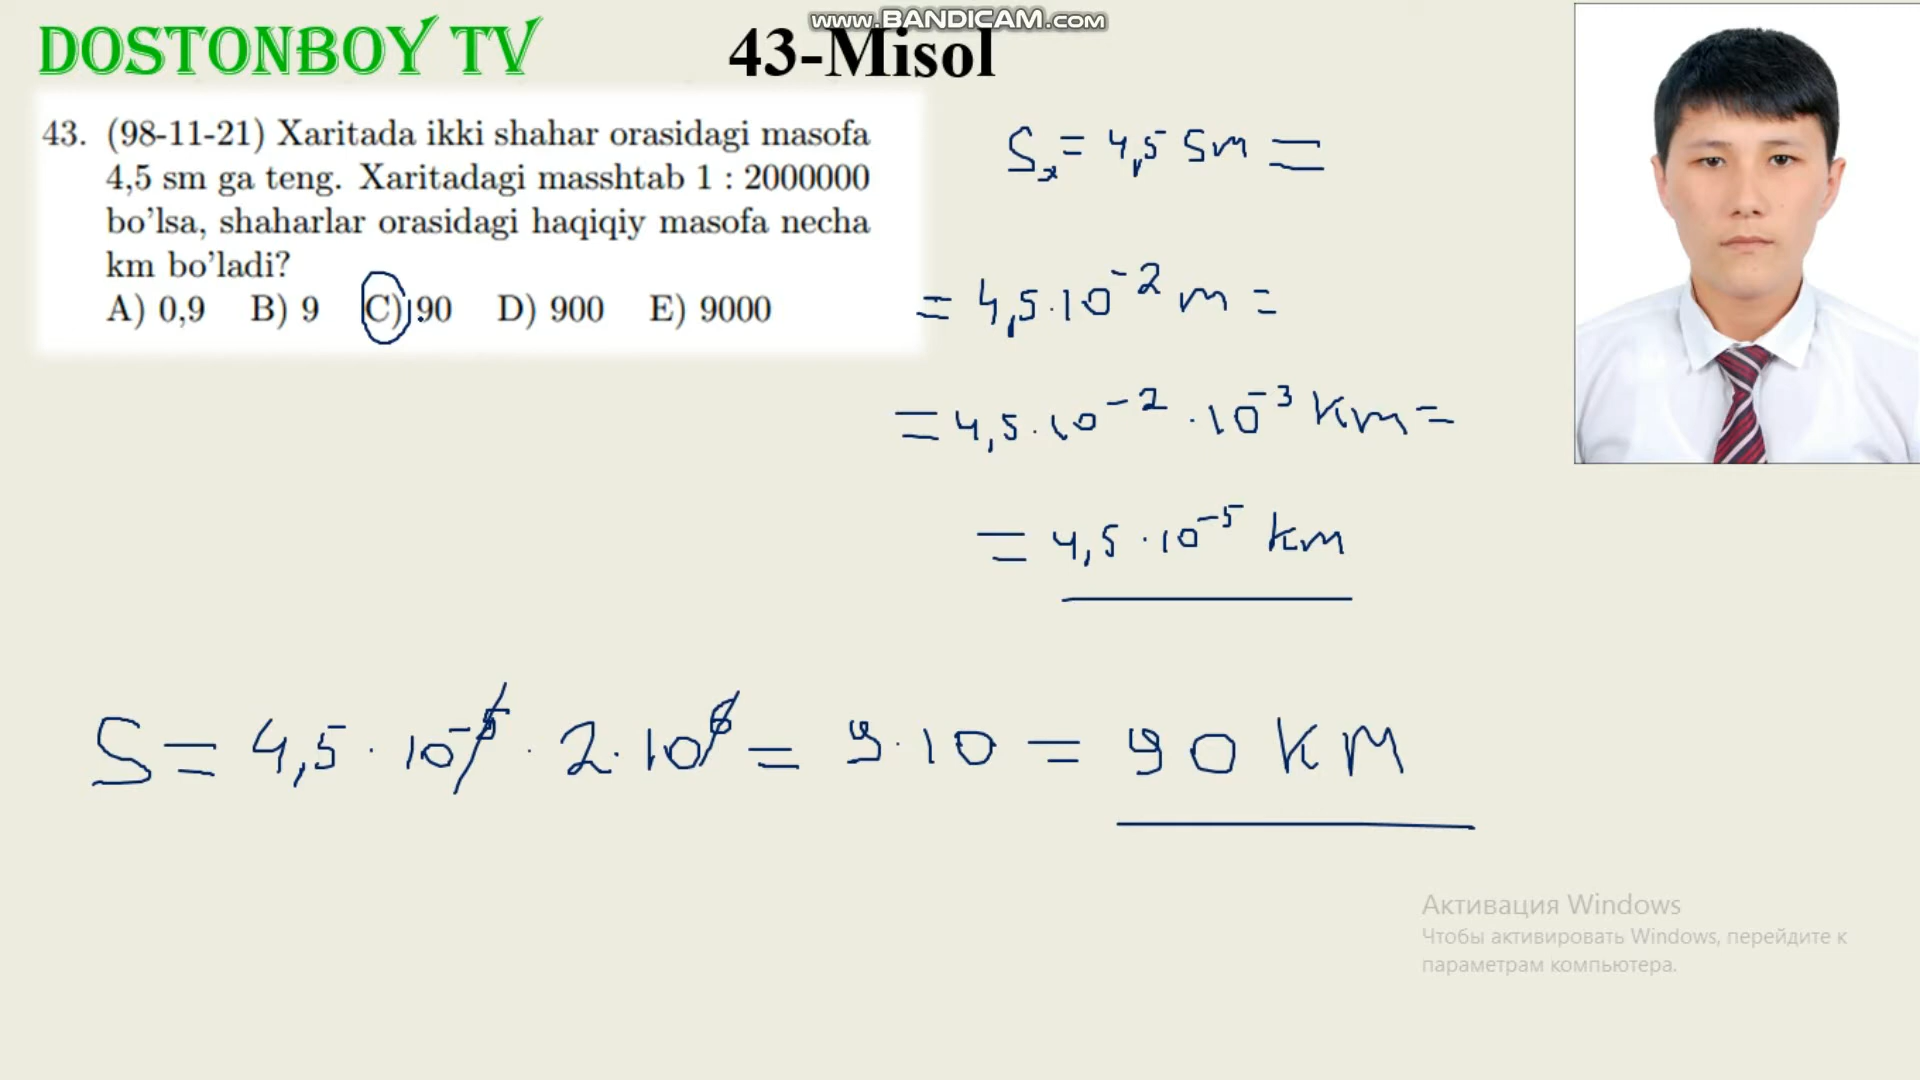 www.BANDICAM.com
DOSTONBOY TV
43-Misol
43. (98-11-21) Xaritada ikki shahar orasidagi masofa
4,5 sm ga teng. Xaritadagi masshtab 1 : 2000000
bo'lsa, shaharlar orasidagi haqiqiy masofa necha
km bo'ladi?
A) 0,9 B) 9 C) 90 D) 900 E) 9000
Sₓ = 4,5 Sm =
= 4,5·10⁻² m =
= 4,5·10⁻²·10⁻³ km =
= 4,5·10⁻⁵ km
S = 4,5·10⁻⁵·2·10⁶ = 9·10 = 90 KM
Активация Windows
Чтобы активировать Windows, перейдите к
параметрам компьютера.